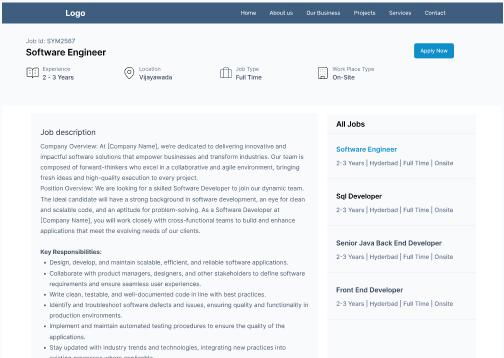 Logo
Home About us Our Business Projects Services Contact
Job Id: SYM2567
Software Engineer
Apply Now
Experience
2 - 3 Years
Location
Vijayawada
Job Type
Full Time
Work Place Type
On-Site
Job description
Company Overview: At [Company Name], we're dedicated to delivering innovative and
impactful software solutions that empower businesses and transform industries. Our team is
composed of forward-thinkers who excel in a collaborative and agile environment, bringing
fresh ideas and high-quality execution to every project.
Position Overview: We are looking for a skilled Software Developer to join our dynamic team.
The Ideal candidate will have a strong background in software development, an eye for clean
and scalable code, and an aptitude for problem-solving. As a Software Developer at
[Company Name], you will work closely with cross-functional teams to build and enhance
applications that meet the evolving needs of our clients.
Key Responsibilities:
• Design, develop, and maintain scalable, efficient, and reliable software applications.
• Collaborate with product managers, designers, and other stakeholders to define software
requirements and ensure seamless user experiences.
• Write clean, testable, and well-documented code in line with best practices.
• Identify and troubleshoot software defects and issues, ensuring quality and functionality in
production environments.
• Implement and maintain automated testing procedures to ensure the quality of the
applications.
• Stay updated with industry trends and technologies, integrating new practices into
existing processes where applicable.
All Jobs
Software Engineer
2-3 Years | Hyderbad | Full Time | Onsite
Sql Developer
2-3 Years | Hyderbad | Full Time | Onsite
Senior Java Back End Developer
2-3 Years | Hyderbad | Full Time | Onsite
Front End Developer
2-3 Years | Hyderbad | Full Time | Onsite